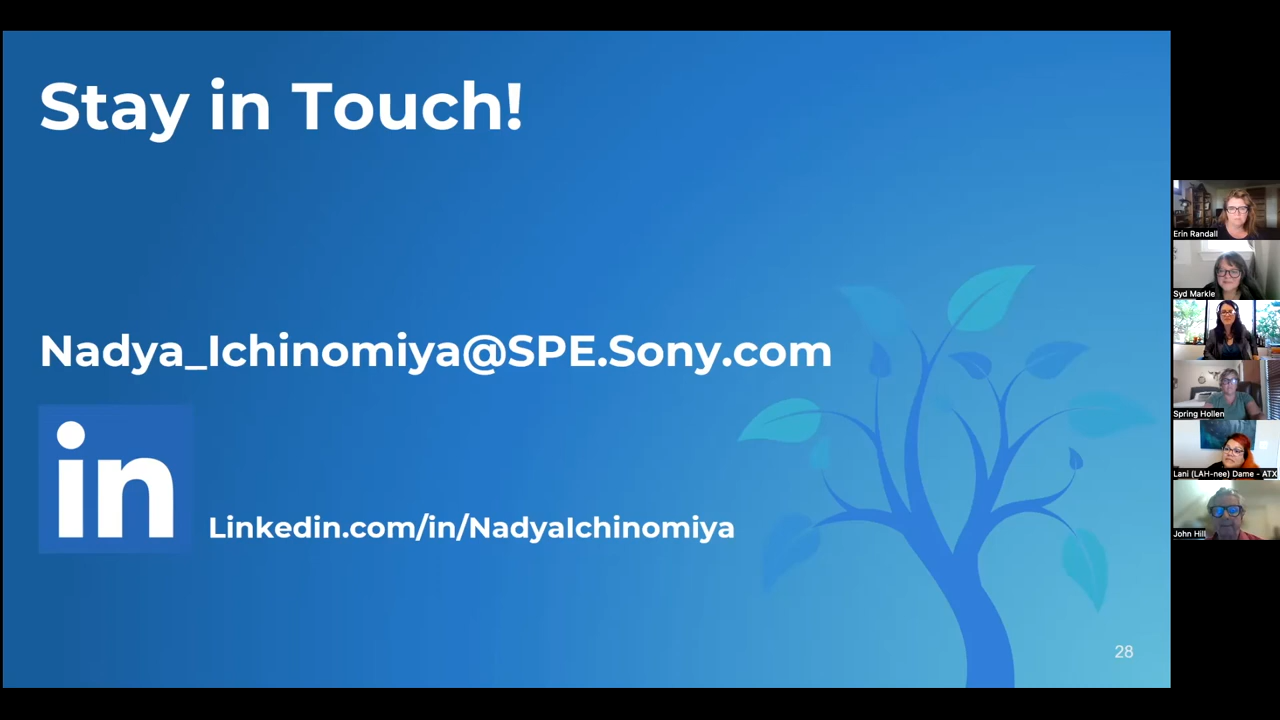 Stay in Touch!
Nadya_Ichinomiya@SPE.Sony.com
in
Linkedin.com/in/NadyaIchinomiya
28
Erin Randall
Syd Markle
Spring Hollen
Lani (LAH-nee) Dame - ATX
John Hill